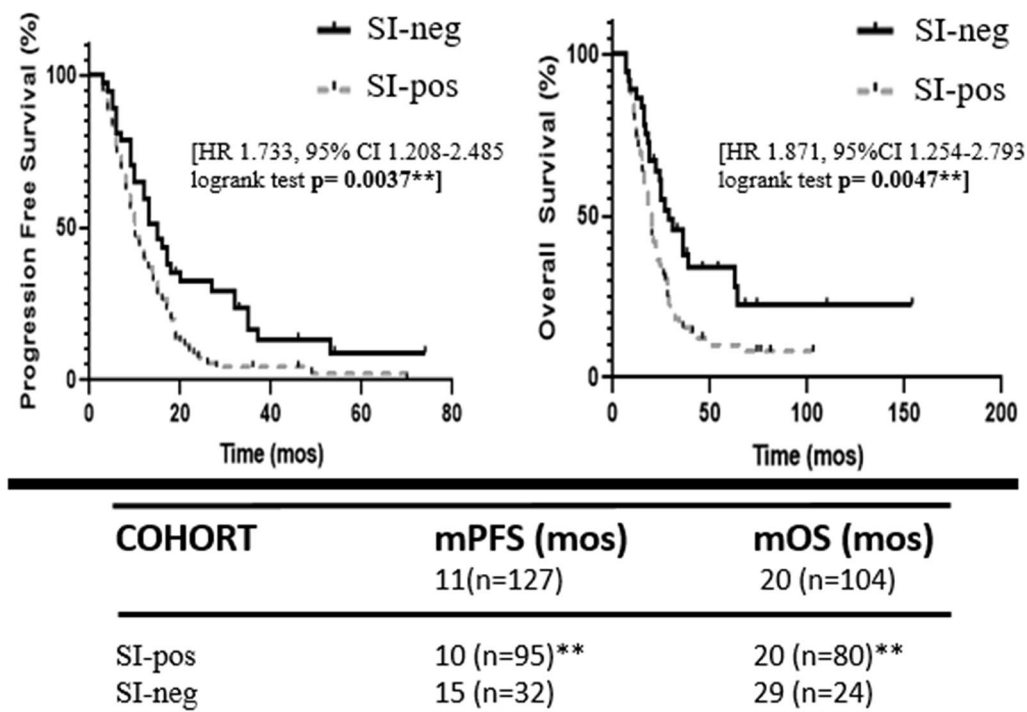 Progression Free Survival (%)
SI-neg
SI-pos
[HR 1.733, 95% CI 1.208-2.485
logrank test p= 0.0037**]
100
50
0
0 20 40 60 80
Time (mos)
Overall Survival (%)
SI-neg
SI-pos
[HR 1.871, 95%CI 1.254-2.793
logrank test p= 0.0047**]
100
50
0
0 50 100 150 200
Time (mos)
COHORT mPFS (mos) mOS (mos)
11(n=127) 20 (n=104)
SI-pos 10 (n=95)** 20 (n=80)**
SI-neg 15 (n=32) 29 (n=24)